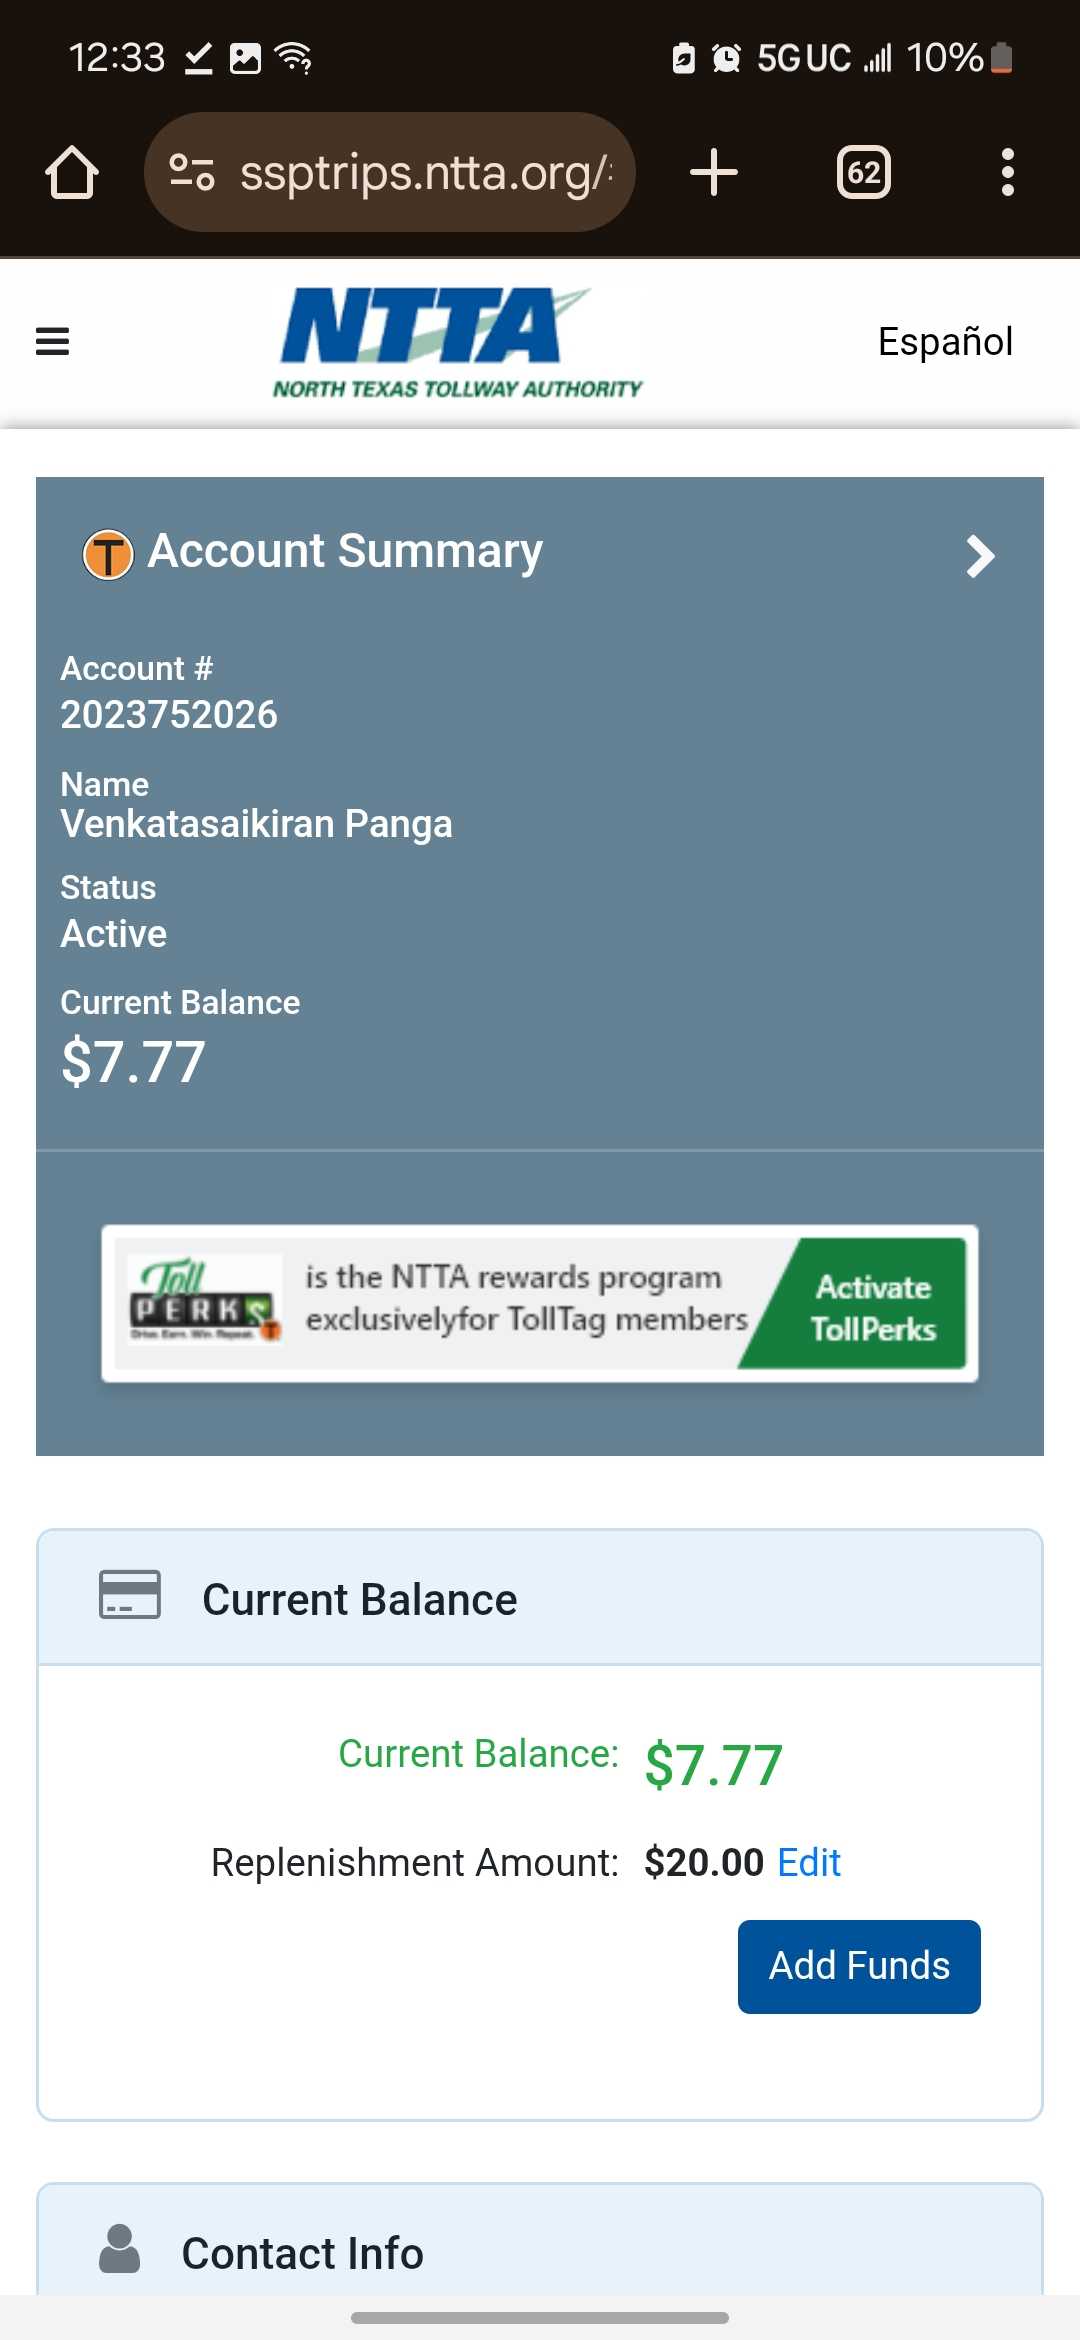 12:33 5G UC 10%
ssptrips.ntta.org/ 62
NTTA
NORTH TEXAS TOLLWAY AUTHORITY
Español
T Account Summary
Account #
2023752026
Name
Venkatasaikiran Panga
Status
Active
Current Balance
$7.77
Toll
PERKS
Drive. Earn. Win. Repeat. T
is the NTTA rewards program
exclusivelyfor TollTag members
Activate
TollPerks
Current Balance
Current Balance: $7.77
Replenishment Amount: $20.00 Edit
Add Funds
Contact Info